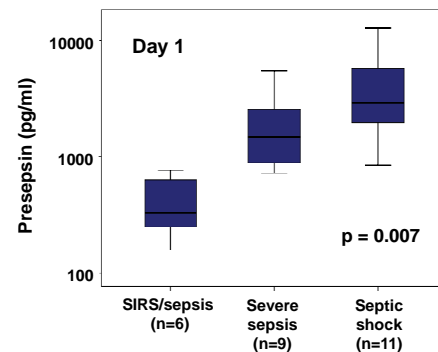 Presepsin (pg/ml)
10000
1000
100
Day 1
p = 0.007
SIRS/sepsis
(n=6)
Severe
sepsis
(n=9)
Septic
shock
(n=11)